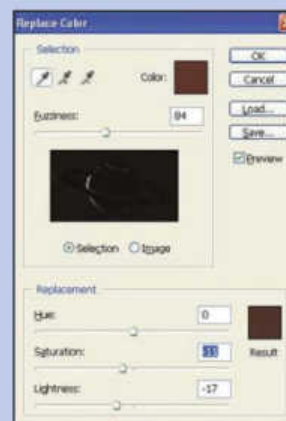 Replace Color
Selection
Color:
OK
Cancel
Fuzziness: 84
Load...
Save...
Preview
Selection Image
Replacement
Hue: 0
Saturation: -11
Result
Lightness: -17